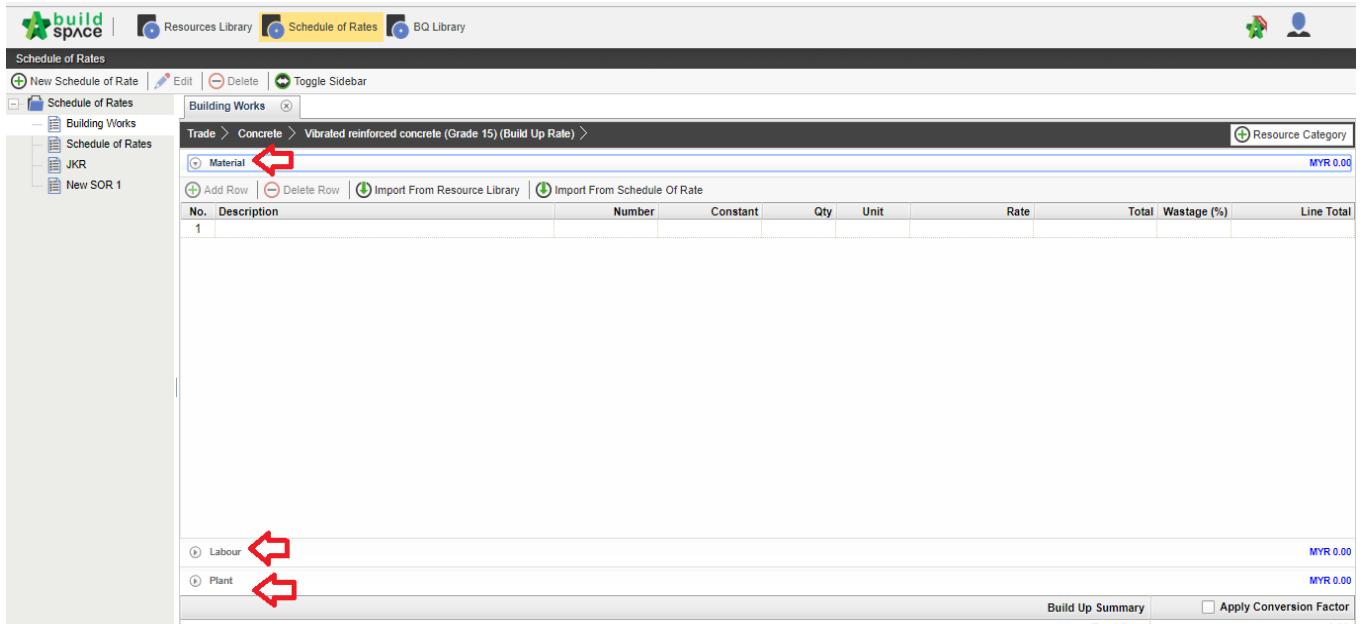 build space
Resources Library Schedule of Rates BQ Library
Schedule of Rates
New Schedule of Rate Edit Delete Toggle Sidebar
Schedule of Rates
Building Works
Schedule of Rates
JKR
New SOR 1
Building Works
Trade Concrete Vibrated reinforced concrete (Grade 15) (Build Up Rate) Resource Category
Material MYR 0.00
Add Row Delete Row Import From Resource Library Import From Schedule Of Rate
No. Description Number Constant Qty Unit Rate Total Wastage (%) Line Total
1
Labour MYR 0.00
Plant MYR 0.00
Build Up Summary Apply Conversion Factor